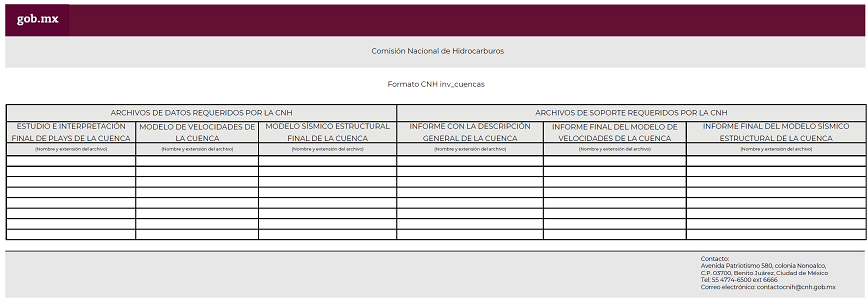 gob.mx
Comisión Nacional de Hidrocarburos
Formato CNH inv_cuencas
ARCHIVOS DE DATOS REQUERIDOS POR LA CNH
ARCHIVOS DE SOPORTE REQUERIDOS POR LA CNH
ESTUDIO E INTERPRETACIÓN
FINAL DE PLAYS DE LA CUENCA
MODELO DE VELOCIDADES DE
LA CUENCA
MODELO SÍSMICO ESTRUCTURAL
FINAL DE LA CUENCA
INFORME CON LA DESCRIPCIÓN
GENERAL DE LA CUENCA
INFORME FINAL DEL MODELO DE
VELOCIDADES DE LA CUENCA
INFORME FINAL DEL MODELO SÍSMICO
ESTRUCTURAL DE LA CUENCA
(Nombre y extensión del archivo)
(Nombre y extensión del archivo)
(Nombre y extensión del archivo)
(Nombre y extensión del archivo)
(Nombre y extensión del archivo)
(Nombre y extensión del archivo)
Contacto:
Avenida Patriotismo 580, colonia Nonoalco,
C.P. 03700, Benito Juárez, Ciudad de México
Tel: 55 4774-6500 ext 6666
Correo electrónico: contactocnih@cnh.gob.mx